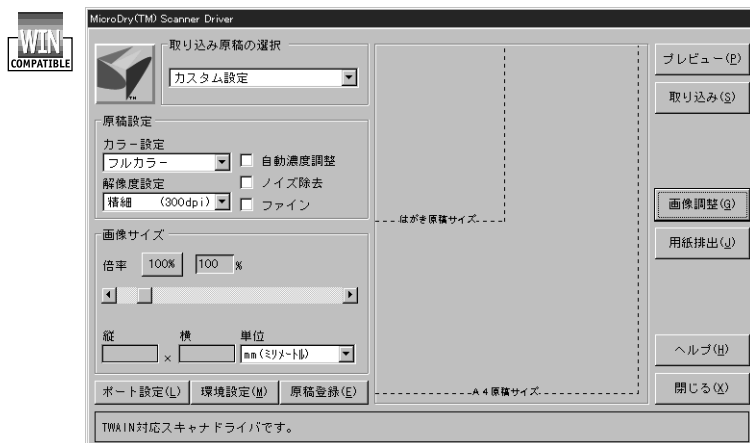 WIN
COMPATIBLE
MicroDry(TM) Scanner Driver
TM
取り込み原稿の選択
カスタム設定
原稿設定
カラー設定
フルカラー
自動濃度調整
解像度設定
ノイズ除去
精細 (300dpi)
ファイン
画像サイズ
倍率 100% 100 %
縦 横 単位
× mm(ミリメートル)
ポート設定(L) 環境設定(M) 原稿登録(E)
はがき原稿サイズ
A4原稿サイズ
プレビュー(P)
取り込み(S)
画像調整(G)
用紙排出(J)
ヘルプ(H)
閉じる(X)
TWAIN対応スキャナドライバです。